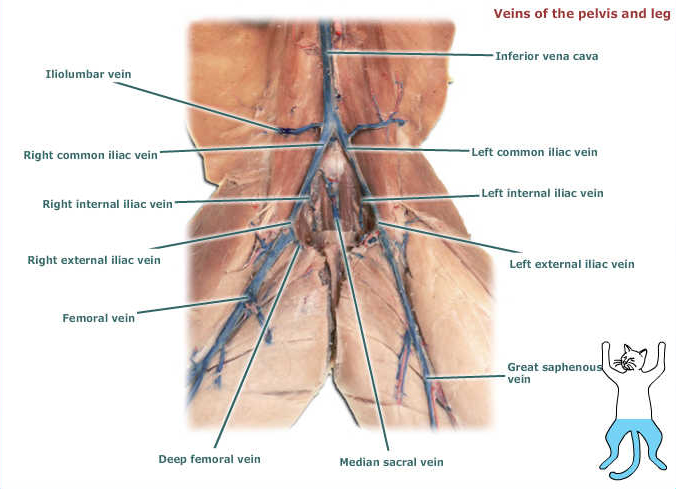 Veins of the pelvis and leg
Inferior vena cava
Iliolumbar vein
Right common iliac vein
Left common iliac vein
Right internal iliac vein
Left internal iliac vein
Right external iliac vein
Left external iliac vein
Femoral vein
Great saphenous
vein
Deep femoral vein
Median sacral vein